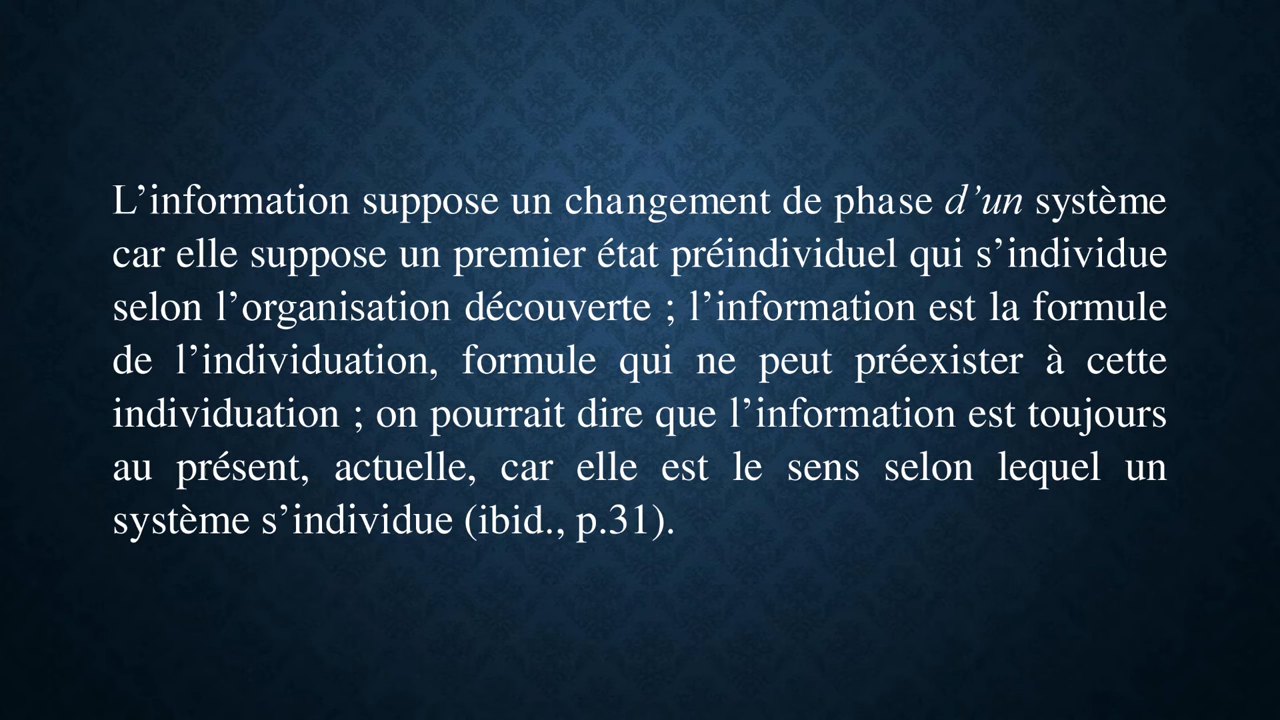 L’information suppose un changement de phase d’un système
car elle suppose un premier état préindividuel qui s’individue
selon l’organisation découverte ; l’information est la formule
de l’individuation, formule qui ne peut préexister à cette
individuation ; on pourrait dire que l’information est toujours
au présent, actuelle, car elle est le sens selon lequel un
système s’individue (ibid., p.31).